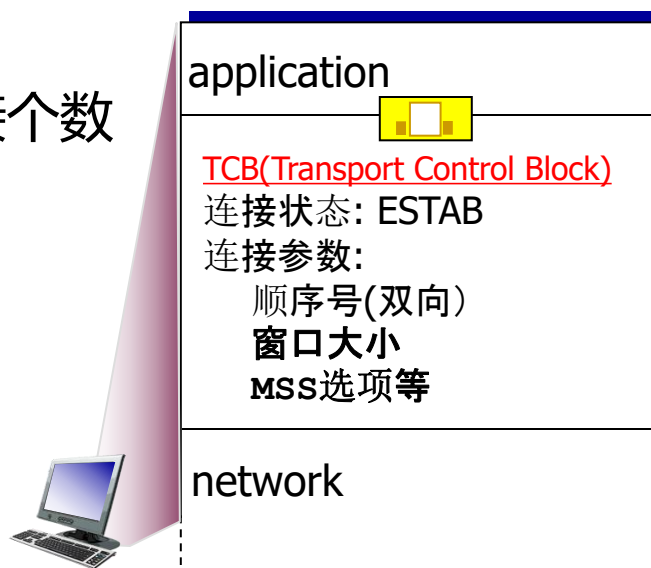 接个数
application
TCB(Transport Control Block)
连接状态: ESTAB
连接参数:
顺序号(双向）
窗口大小
MSS选项等
network